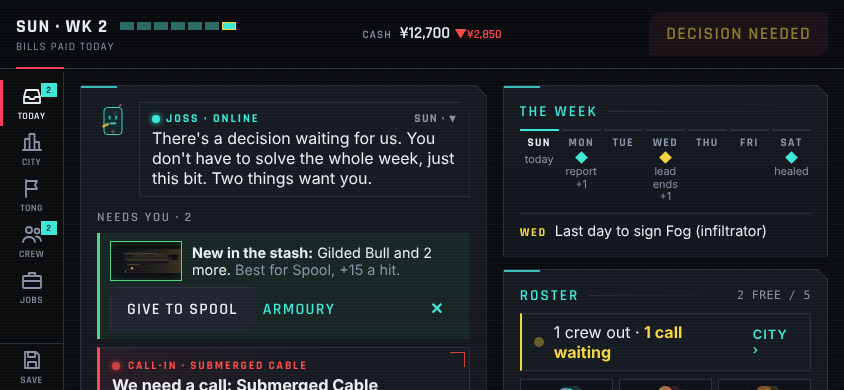 SUN · WK 2
BILLS PAID TODAY
CASH ¥12,700 ▼¥2,850
DECISION NEEDED
2
TODAY
CITY
TONG
2
CREW
JOBS
SAVE
JOSS · ONLINE
SUN · ▼
There's a decision waiting for us. You
don't have to solve the whole week, just
this bit. Two things want you.
NEEDS YOU · 2
New in the stash: Gilded Bull and 2
more. Best for Spool, +15 a hit.
GIVE TO SPOOL
ARMOURY
✕
CALL-IN · SUBMERGED CABLE
We need a call: Submerged Cable
THE WEEK
SUN MON TUE WED THU FRI SAT
today
report
+1
lead
ends
+1
healed
WED Last day to sign Fog (infiltrator)
ROSTER
2 FREE / 5
1 crew out · 1 call
waiting
CITY
›